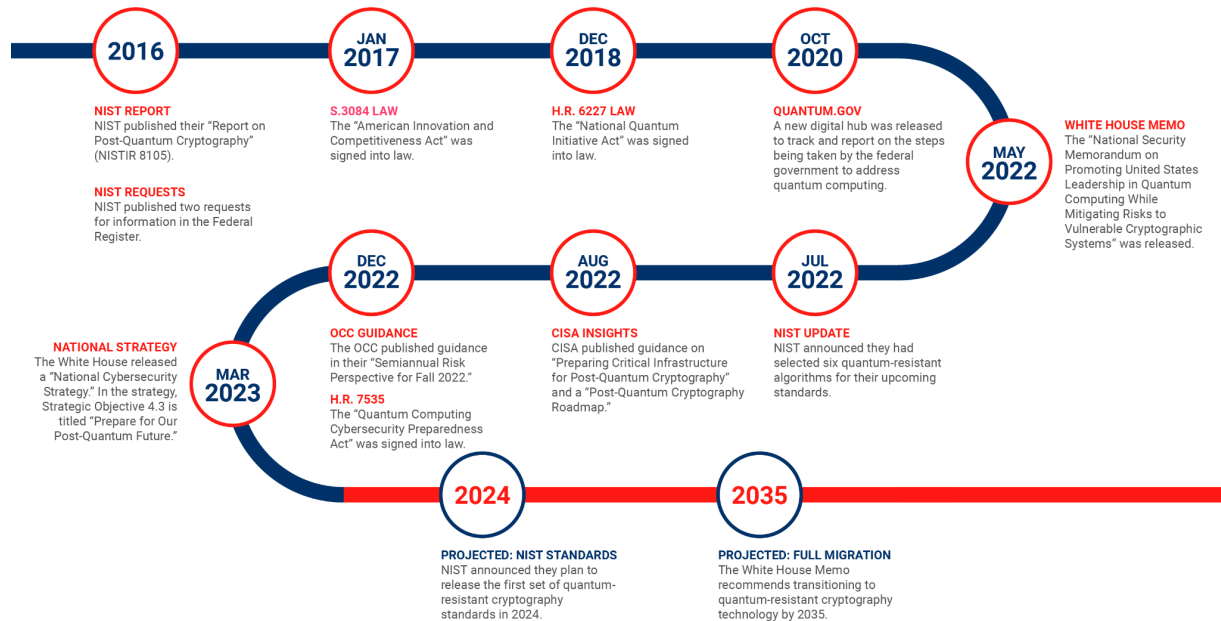 2016
NIST REPORT
NIST published their “Report on
Post-Quantum Cryptography”
(NISTIR 8105).
NIST REQUESTS
NIST published two requests
for information in the Federal
Register.
JAN
2017
S.3084 LAW
The “American Innovation and
Competitiveness Act” was
signed into law.
DEC
2018
H.R. 6227 LAW
The “National Quantum
Initiative Act” was signed
into law.
OCT
2020
QUANTUM.GOV
A new digital hub was released
to track and report on the steps
being taken by the federal
government to address
quantum computing.
MAY
2022
WHITE HOUSE MEMO
The “National Security
Memorandum on
Promoting United States
Leadership in Quantum
Computing While
Mitigating Risks to
Vulnerable Cryptographic
Systems” was released.
JUL
2022
NIST UPDATE
NIST announced they had
selected six quantum-resistant
algorithms for their upcoming
standards.
AUG
2022
CISA INSIGHTS
CISA published guidance on
“Preparing Critical Infrastructure
for Post-Quantum Cryptography”
and a “Post-Quantum Cryptography
Roadmap.”
DEC
2022
OCC GUIDANCE
The OCC published guidance
in their “Semiannual Risk
Perspective for Fall 2022.”
H.R. 7535
The “Quantum Computing
Cybersecurity Preparedness
Act” was signed into law.
MAR
2023
NATIONAL STRATEGY
The White House released
a “National Cybersecurity
Strategy.” In the strategy,
Strategic Objective 4.3 is
titled “Prepare for Our
Post-Quantum Future.”
2024
PROJECTED: NIST STANDARDS
NIST announced they plan to
release the first set of quantum-
resistant cryptography
standards in 2024.
2035
PROJECTED: FULL MIGRATION
The White House Memo
recommends transitioning to
quantum-resistant cryptography
technology by 2035.